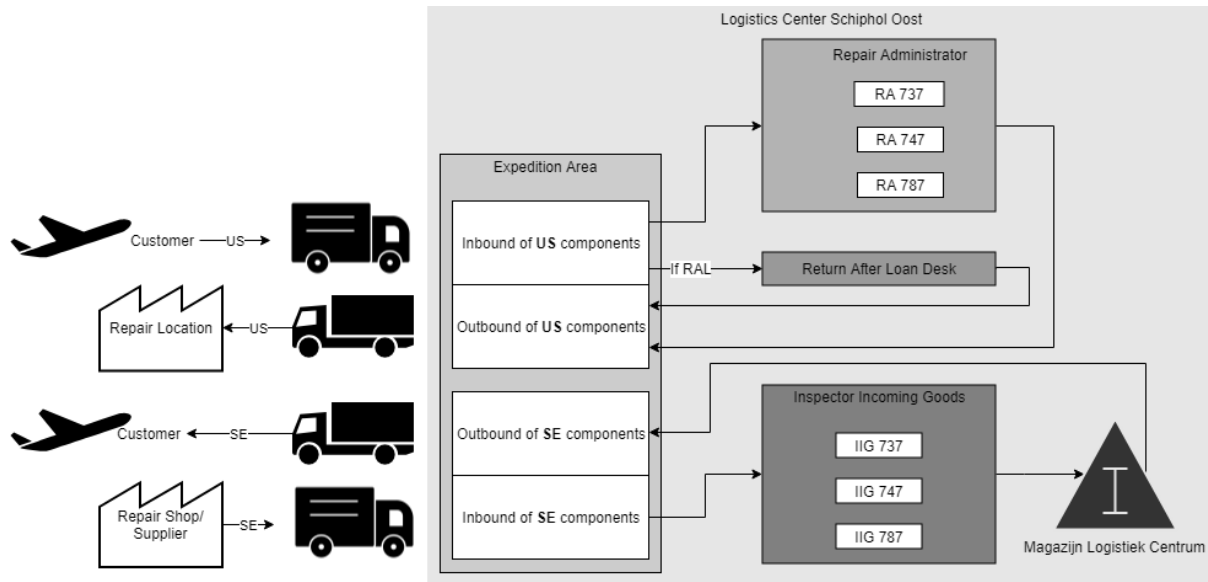 Logistics Center Schiphol Oost
Repair Administrator
RA 737
RA 747
RA 787
Expedition Area
Inbound of US components
If RAL
Return After Loan Desk
Outbound of US components
Customer
US
Repair Location
US
Outbound of SE components
Inbound of SE components
Customer
SE
Repair Shop/
Supplier
SE
Inspector Incoming Goods
IIG 737
IIG 747
IIG 787
I
Magazijn Logistiek Centrum